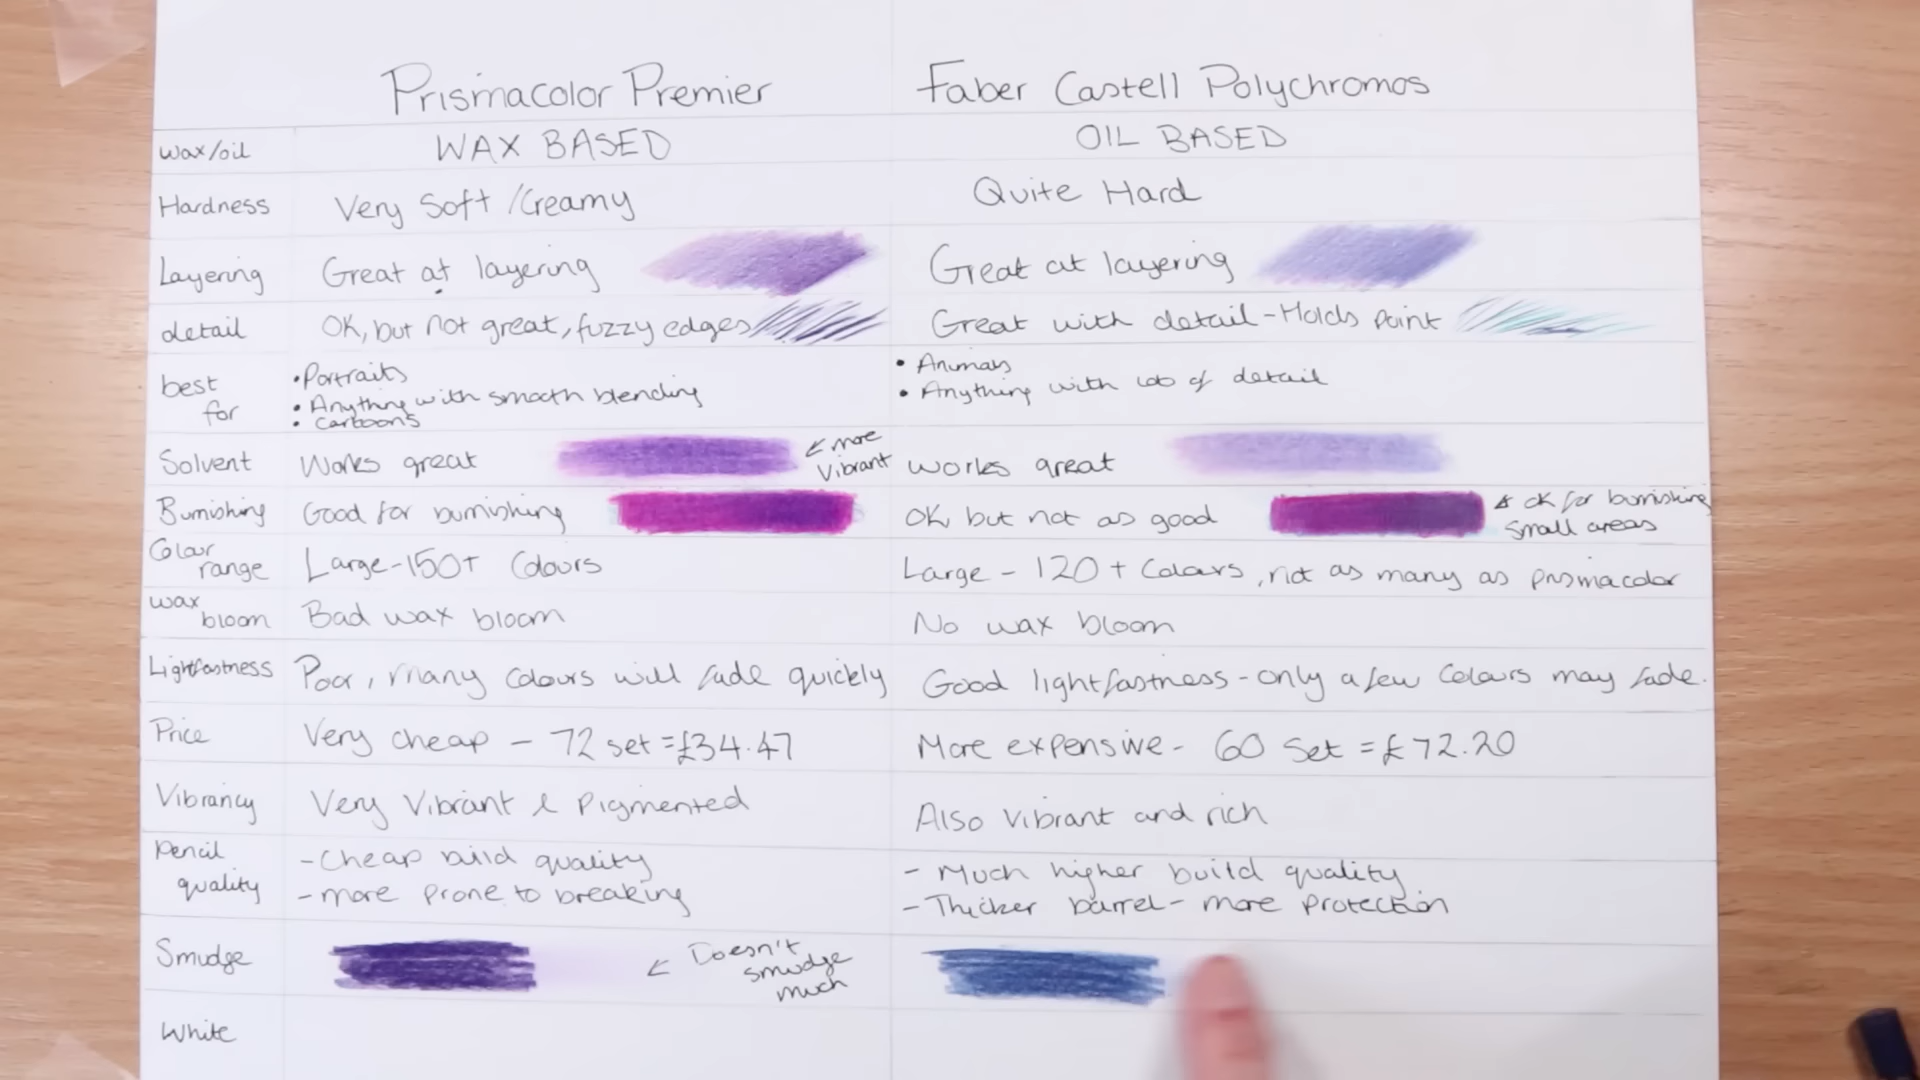 Prismacolor Premier Faber Castell Polychromos
wax/oil WAX BASED OIL BASED
Hardness Very Soft /Creamy Quite Hard
Layering Great at layering Great at layering
detail OK, but not great, fuzzy edges Great with detail - Holds point
best for
• Portraits
• Anything with smooth blending
• Cartoons
• Animals
• Anything with lots of detail
Solvent Works great more Vibrant works great
Burnishing Good for burnishing OK but not as good ok for burnishing small areas
Colour range Large - 150+ Colours Large - 120+ Colours, not as many as prismacolor
wax bloom Bad wax bloom No wax bloom
Lightfastness Poor, many colours will fade quickly Good lightfastness - only a few colours may fade.
Price Very cheap - 72 set = £34.47 More expensive - 60 Set = £72.20
Vibrancy Very Vibrant & Pigmented Also vibrant and rich
Pencil quality
- Cheap build quality
- more prone to breaking
- Much higher build quality
- Thicker barrel - more protection
Smudge Doesn't smudge much
White